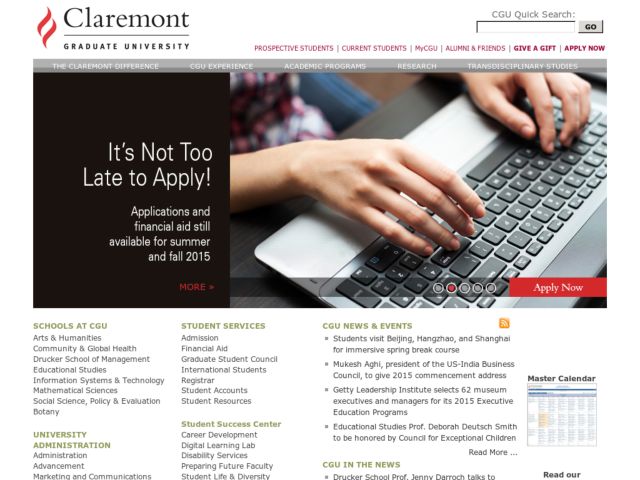 Claremont
GRADUATE UNIVERSITY
CGU Quick Search:
GO
PROSPECTIVE STUDENTS | CURRENT STUDENTS | MyCGU | ALUMNI & FRIENDS | GIVE A GIFT | APPLY NOW
THE CLAREMONT DIFFERENCE
CGU EXPERIENCE
ACADEMIC PROGRAMS
RESEARCH
TRANSDISCIPLINARY STUDIES
It's Not Too
Late to Apply!
Applications and
financial aid still
available for summer
and fall 2015
MORE »
Apply Now
SCHOOLS AT CGU
Arts & Humanities
Community & Global Health
Drucker School of Management
Educational Studies
Information Systems & Technology
Mathematical Sciences
Social Science, Policy & Evaluation
Botany
UNIVERSITY
ADMINISTRATION
Administration
Advancement
Marketing and Communications
STUDENT SERVICES
Admission
Financial Aid
Graduate Student Council
International Students
Registrar
Student Accounts
Student Resources
Student Success Center
Career Development
Digital Learning Lab
Disability Services
Preparing Future Faculty
Student Life & Diversity
CGU NEWS & EVENTS
Students visit Beijing, Hangzhao, and Shanghai
for immersive spring break course
Mukesh Aghi, president of the US-India Business
Council, to give 2015 commencement address
Getty Leadership Institute selects 62 museum
executives and managers for its 2015 Executive
Education Programs
Educational Studies Prof. Deborah Deutsch Smith
to be honored by Council for Exceptional Children
Read More ...
CGU IN THE NEWS
Drucker School Prof. Jenny Darroch talks to
Master Calendar
Read our